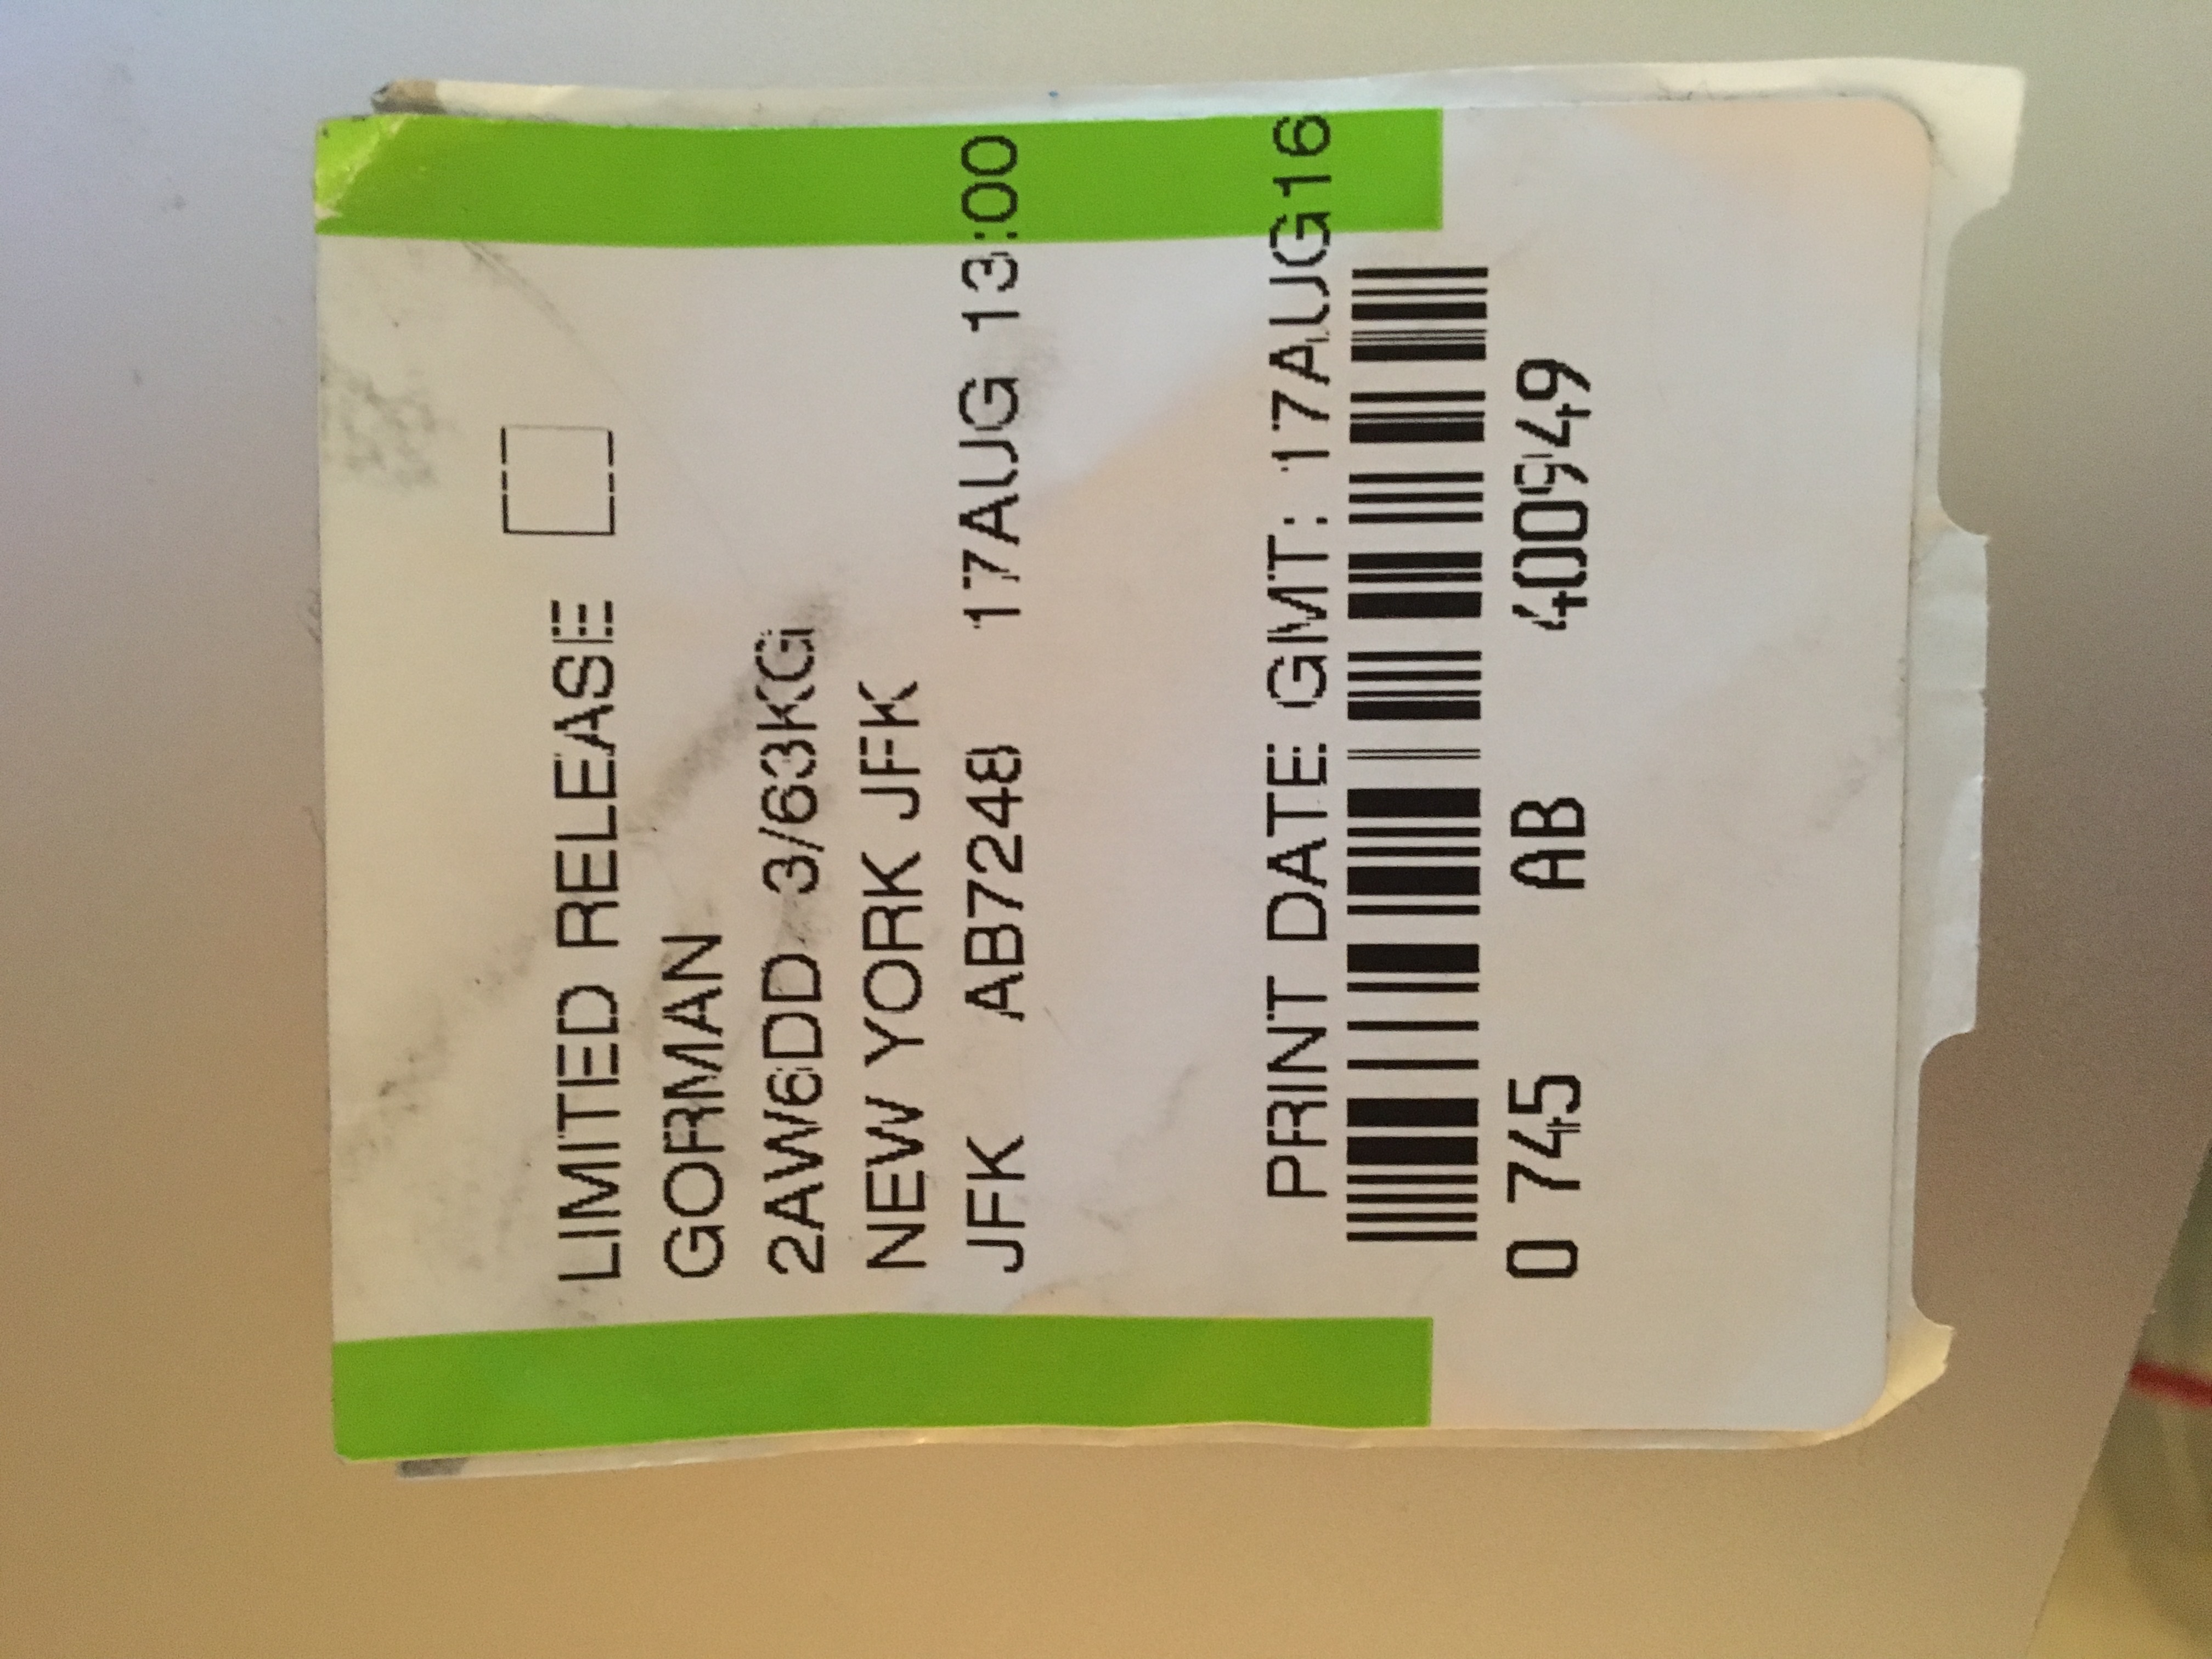 LIMITED RELEASE
GORMAN
2AW6DD 3/63KG
NEW YORK JFK
JFK AB7248 17AUG 13:00
PRINT DATE GMT: 17AUG16
0 745 AB 400949